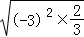 √((−3)² × 2/3)